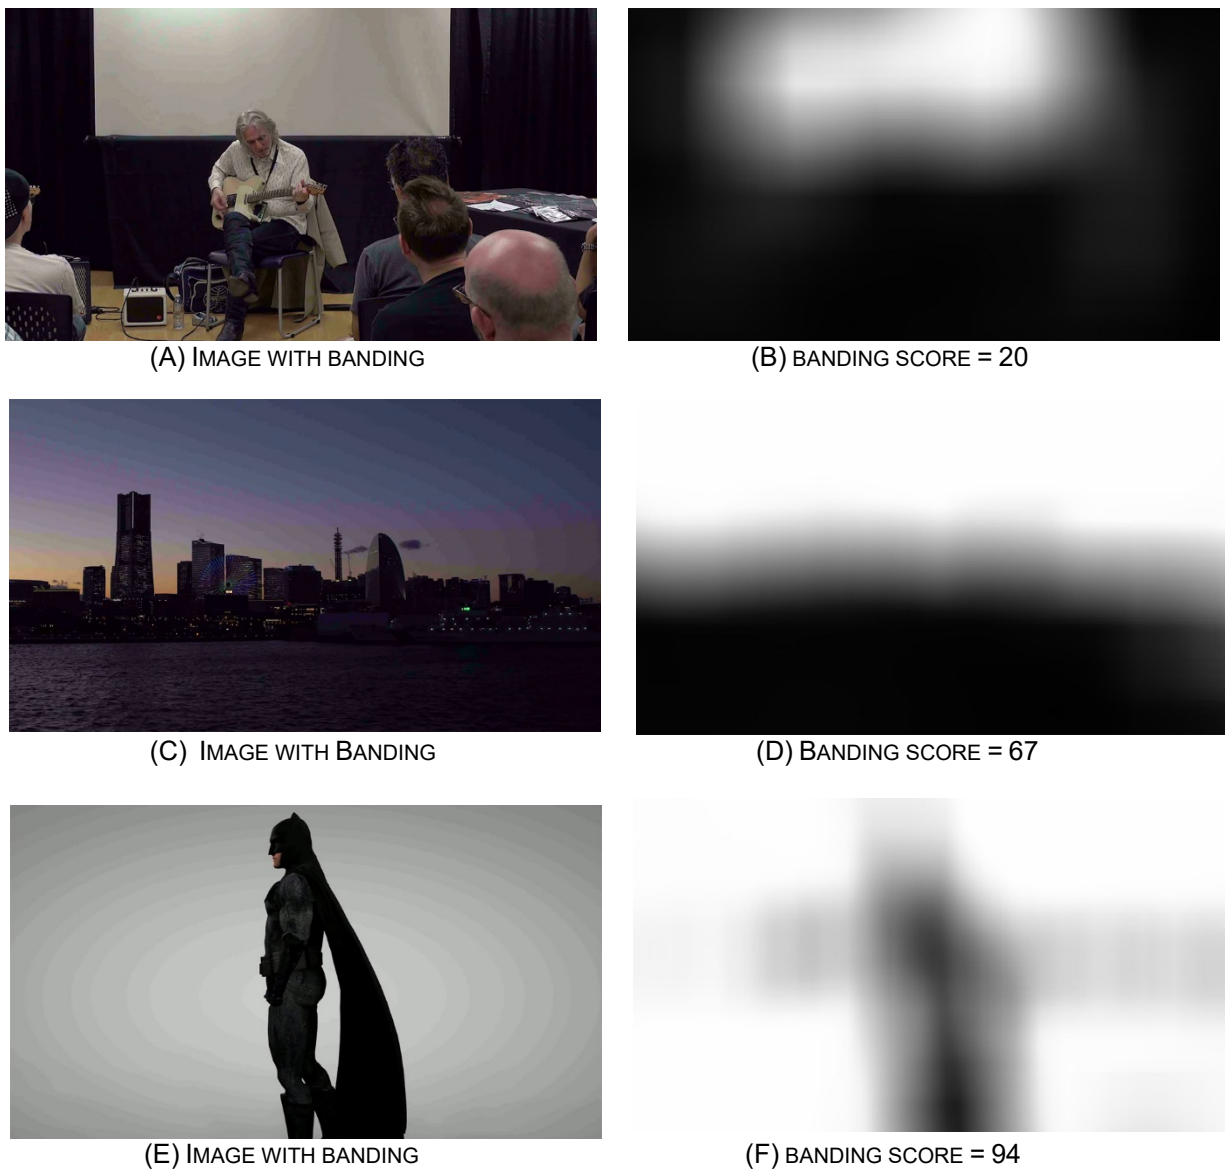 (A) IMAGE WITH BANDING
(B) BANDING SCORE = 20
(C) IMAGE WITH BANDING
(D) BANDING SCORE = 67
(E) IMAGE WITH BANDING
(F) BANDING SCORE = 94